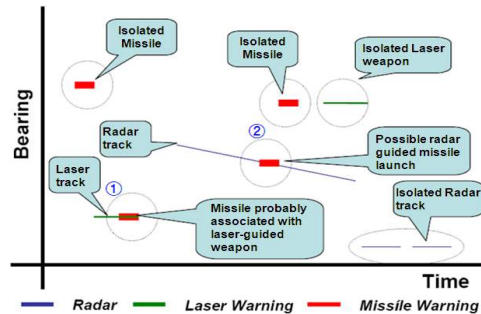 Isolated
Missile
Isolated
Missile
Isolated Laser
weapon
Bearing
Radar
track
②
Possible radar
guided missile
launch
Laser
track
①
Missile probably
associated with
laser-guided
weapon
Isolated Radar
track
Time
Radar
Laser Warning
Missile Warning